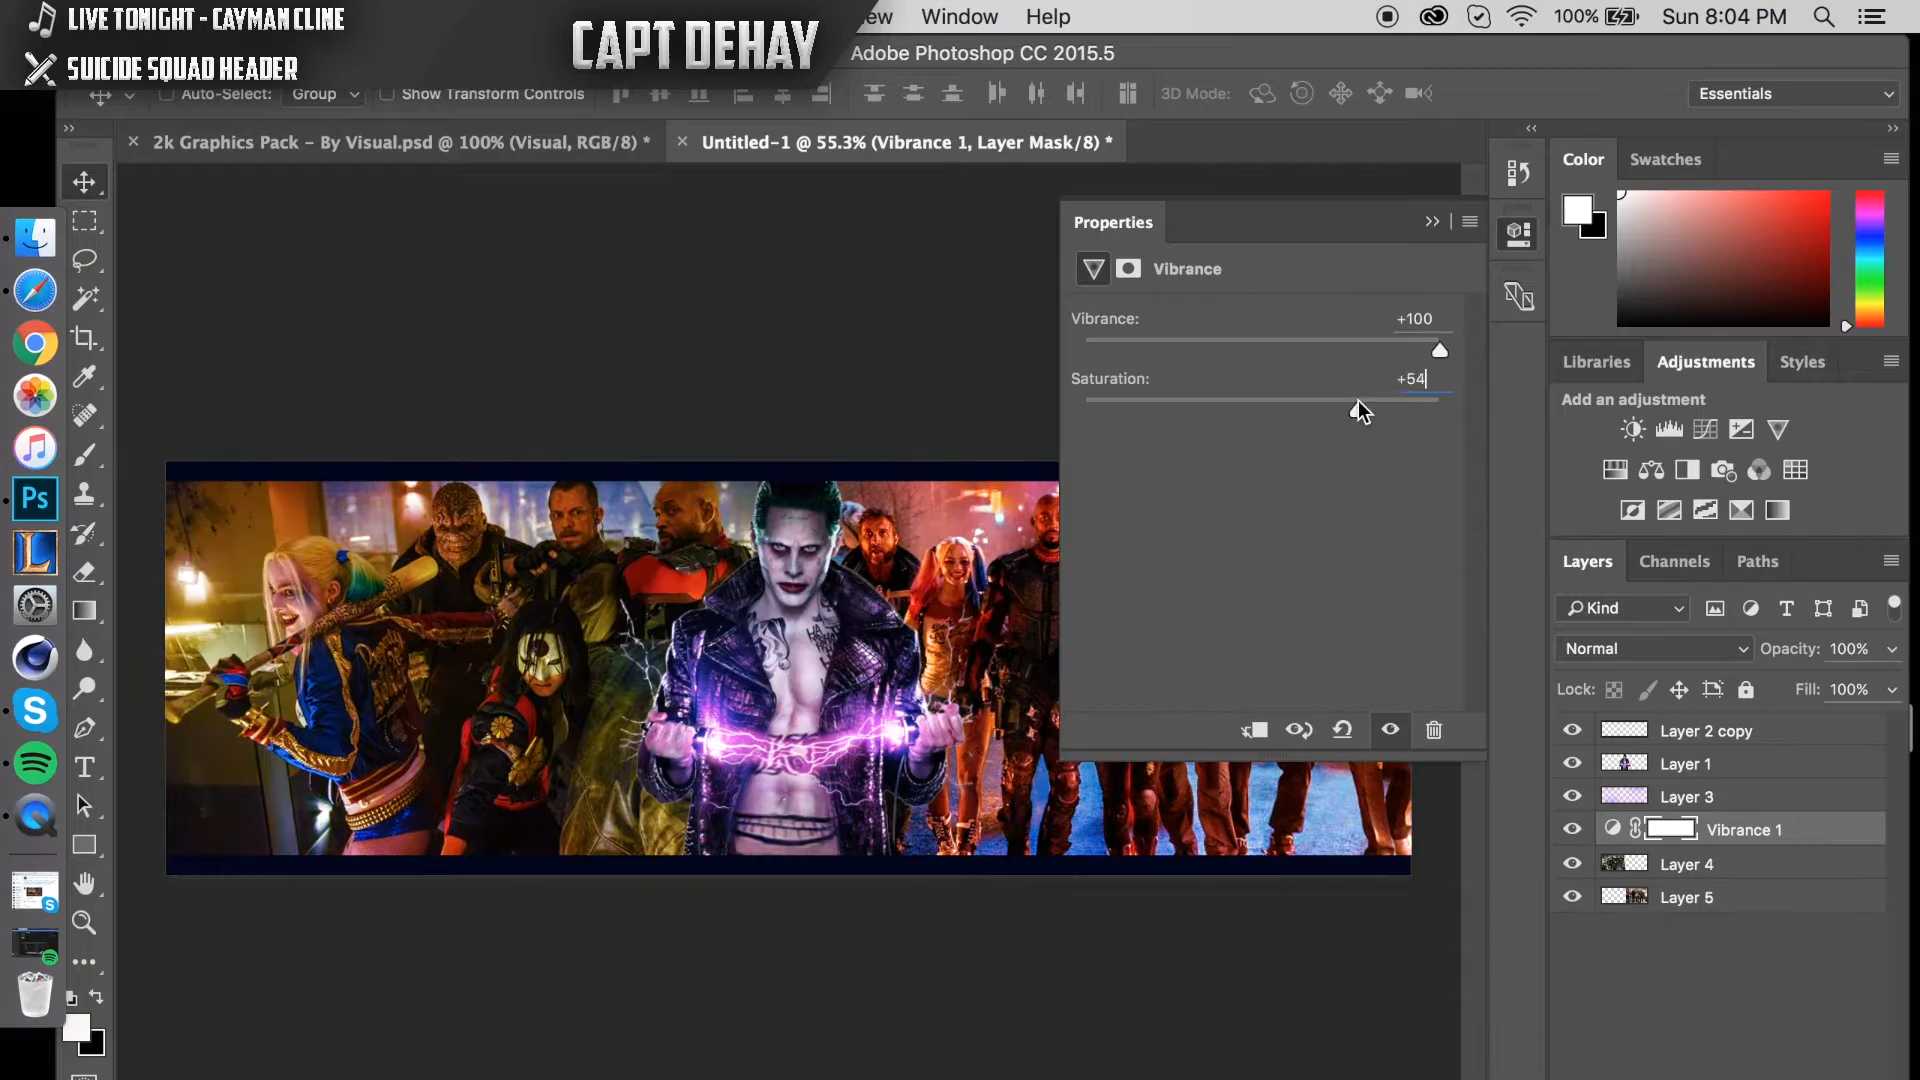 LIVE TONIGHT - CAYMAN CLINE
SUICIDE SQUAD HEADER
CAPT DEHAY
ew Window Help
100%
Sun 8:04 PM
Adobe Photoshop CC 2015.5
Auto-Select: Group
Show Transform Controls
3D Mode:
Essentials
2k Graphics Pack – By Visual.psd @ 100% (Visual, RGB/8) *
Untitled-1 @ 55.3% (Vibrance 1, Layer Mask/8) *
Properties
Vibrance
Vibrance: +100
Saturation: +54
Color Swatches
Libraries Adjustments Styles
Add an adjustment
Layers Channels Paths
Kind
Normal Opacity: 100%
Lock: Fill: 100%
Layer 2 copy
Layer 1
Layer 3
Vibrance 1
Layer 4
Layer 5
Ps